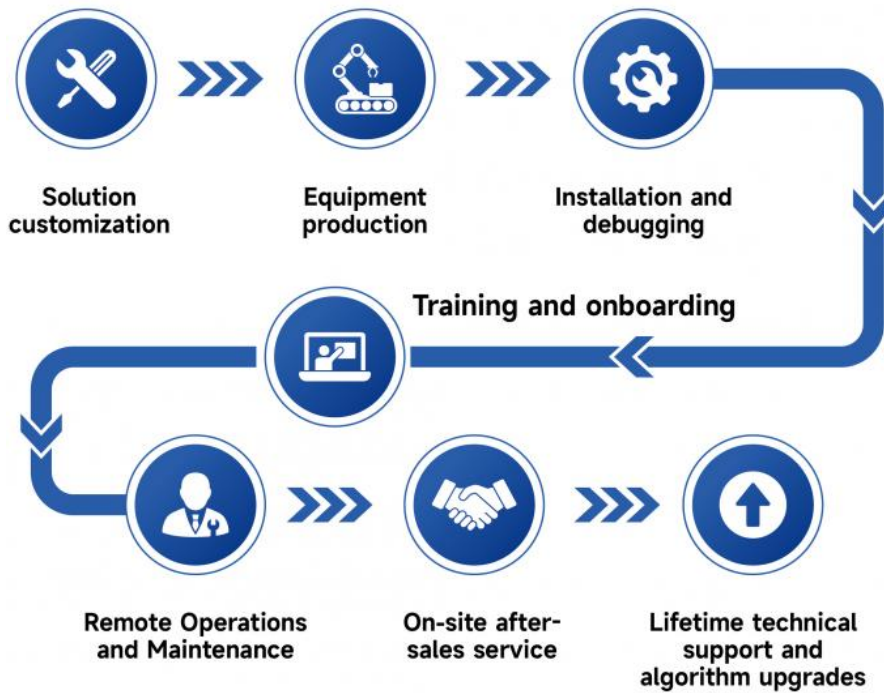 Solution
customization
Equipment
production
Installation and
debugging
Training and onboarding
Remote Operations
and Maintenance
On-site after-
sales service
Lifetime technical
support and
algorithm upgrades